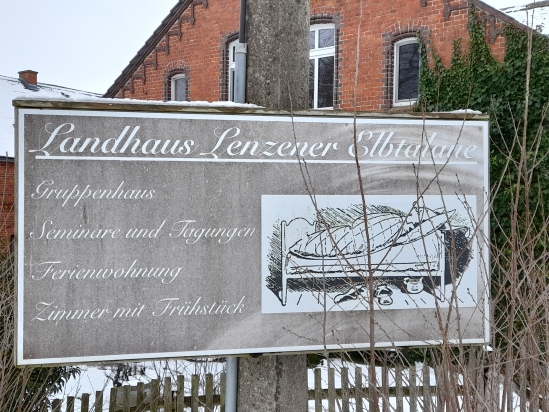 Landhaus Lenzener Elbtalaue
Gruppenhaus
Seminare und Tagungen
Ferienwohnung
Zimmer mit Frühstück